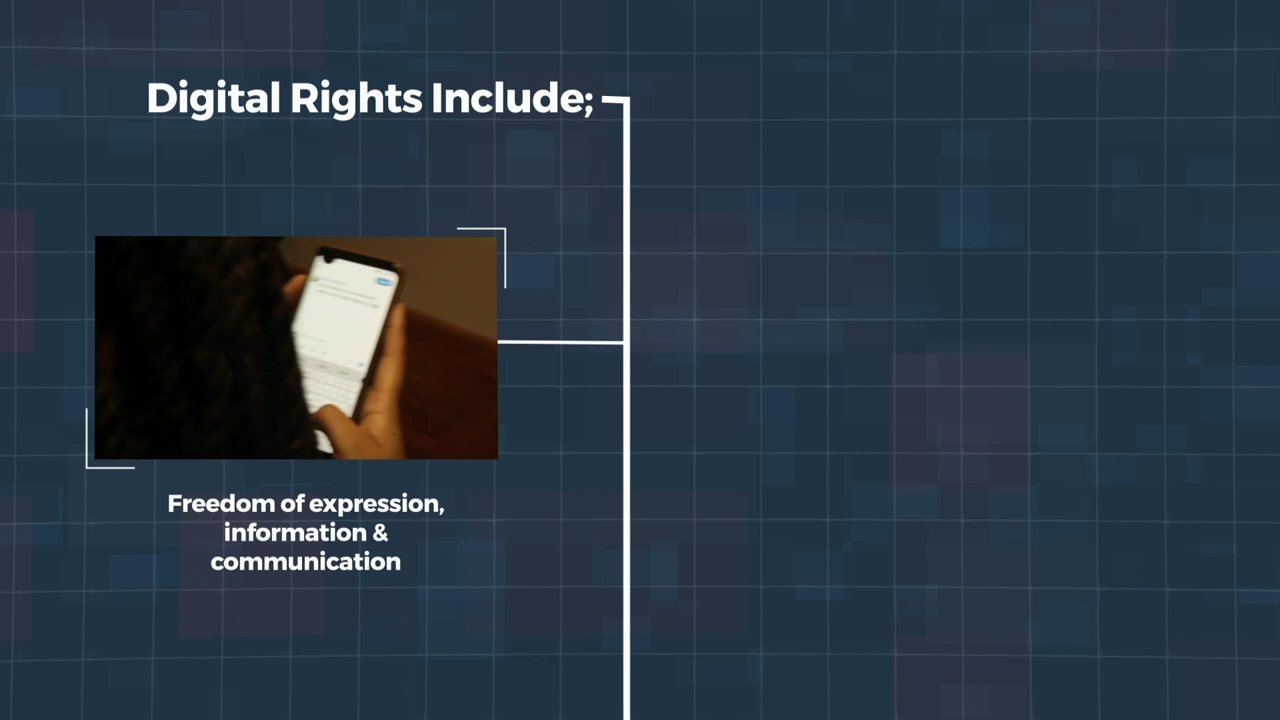 Digital Rights Include;
Freedom of expression,
information &
communication